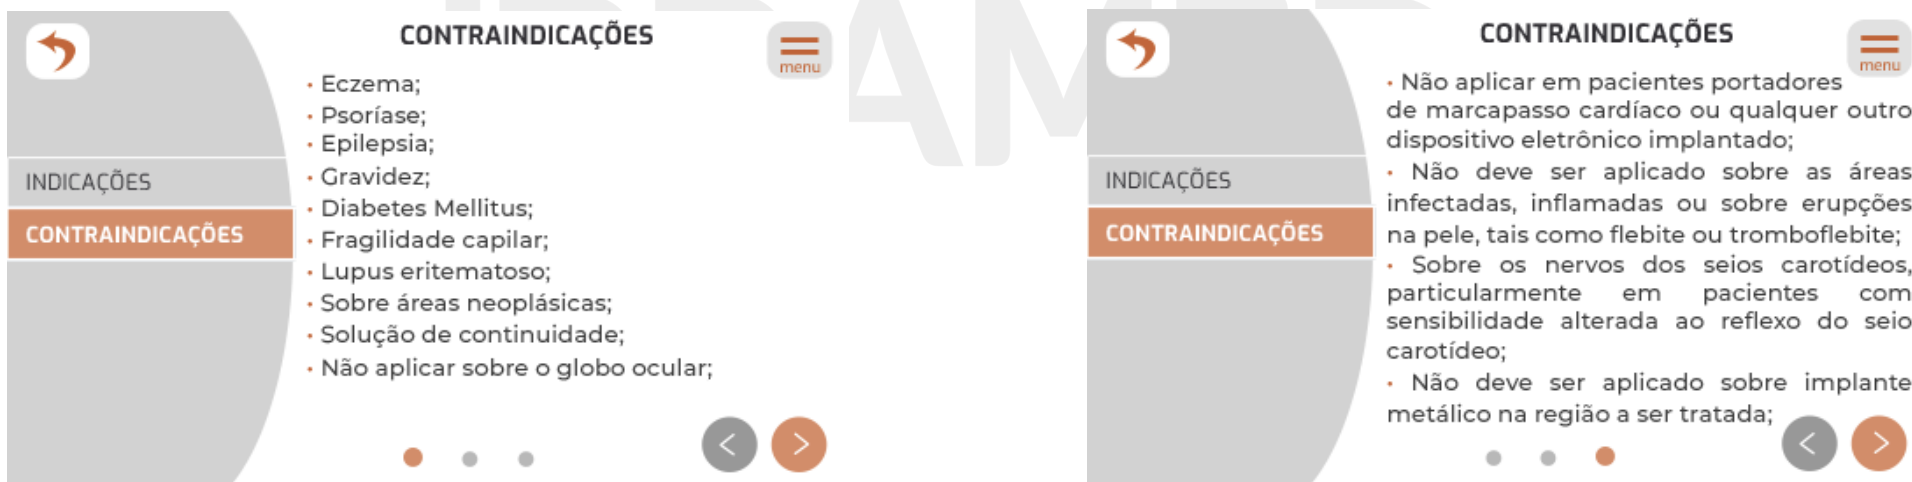 CONTRAINDICAÇÕES
menu
• Eczema;
• Psoríase;
• Epilepsia;
• Gravidez;
• Diabetes Mellitus;
• Fragilidade capilar;
• Lupus eritematoso;
• Sobre áreas neoplásicas;
• Solução de continuidade;
• Não aplicar sobre o globo ocular;
INDICAÇÕES
CONTRAINDICAÇÕES
CONTRAINDICAÇÕES
menu
• Não aplicar em pacientes portadores
de marcapasso cardíaco ou qualquer outro
dispositivo eletrônico implantado;
• Não deve ser aplicado sobre as áreas
infectadas, inflamadas ou sobre erupções
na pele, tais como flebite ou tromboflebite;
• Sobre os nervos dos seios carotídeos,
particularmente em pacientes com
sensibilidade alterada ao reflexo do seio
carotídeo;
• Não deve ser aplicado sobre implante
metálico na região a ser tratada;
INDICAÇÕES
CONTRAINDICAÇÕES